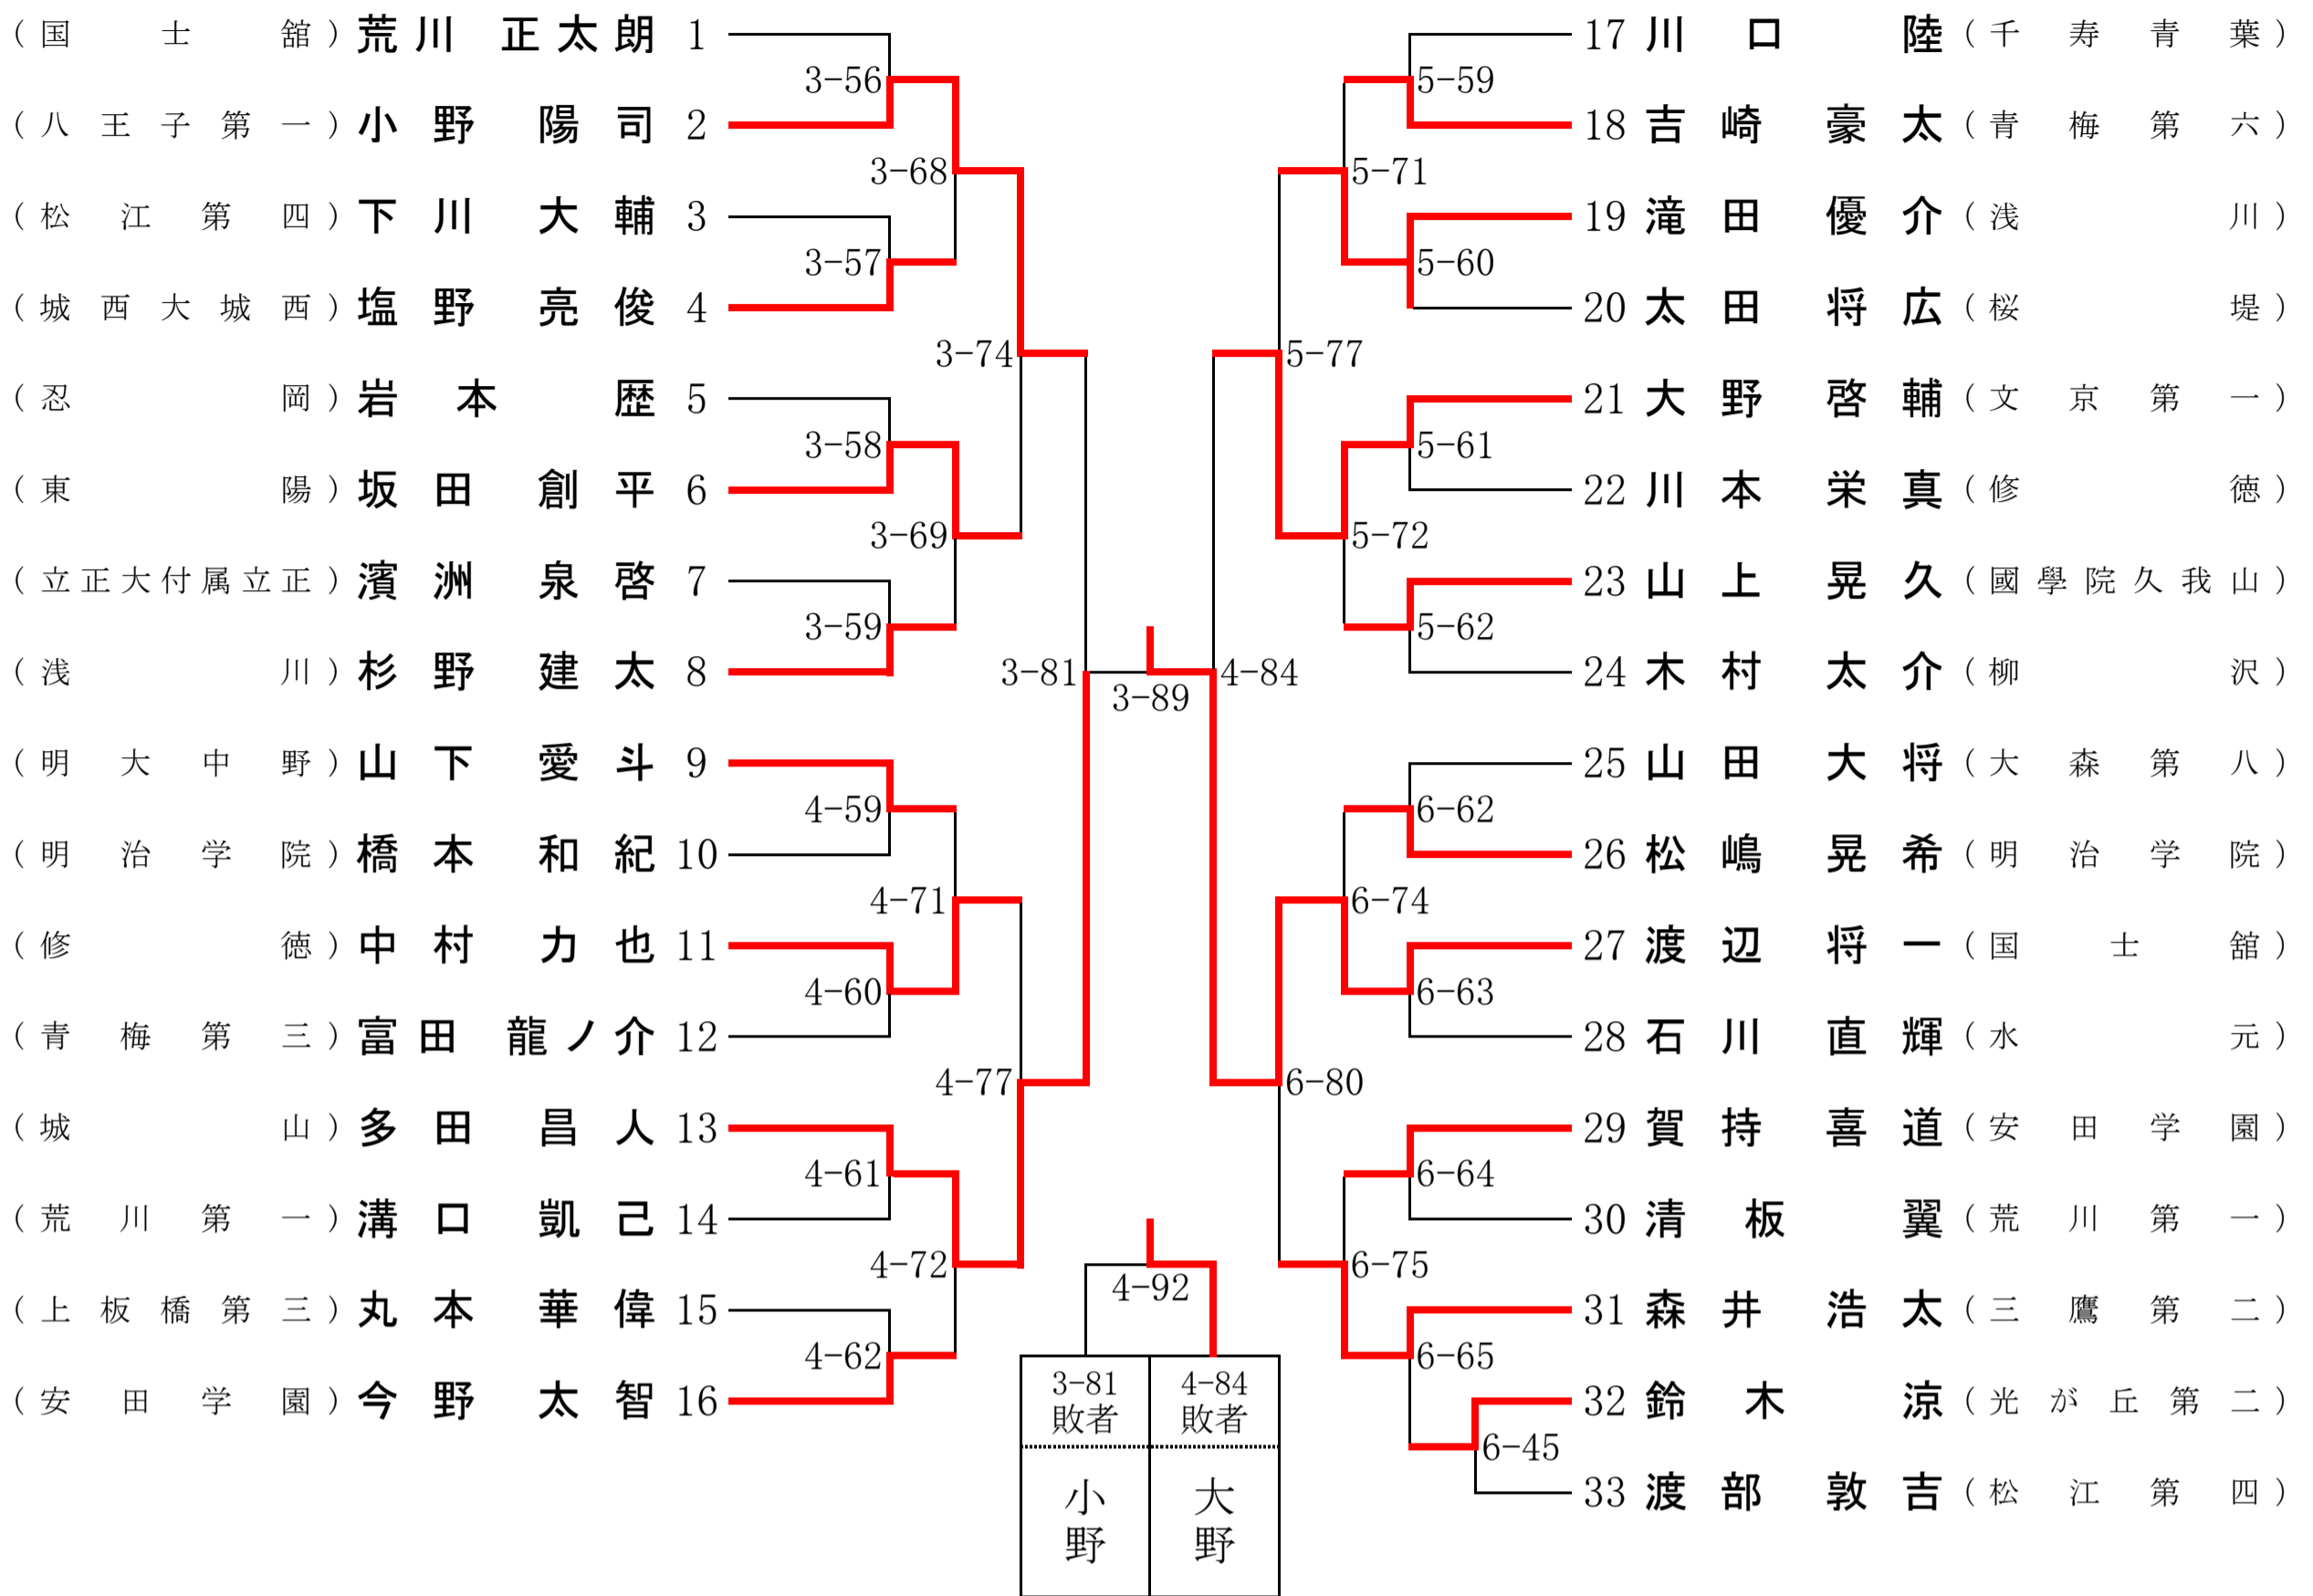 (国士舘) 荒川 正太朗 1
(八王子第一) 小野 陽司 2
(松江第四) 下川 大輔 3
(城西大城西) 塩野 亮俊 4
(忍岡) 岩本 歴 5
(東陽) 坂田 創平 6
(立正大付属立正) 濱洲 泉啓 7
(浅川) 杉野 建太 8
(明大中野) 山下 愛斗 9
(明治学院) 橋本 和紀 10
(修徳) 中村 力也 11
(青梅第三) 富田 龍ノ介 12
(城山) 多田 昌人 13
(荒川第一) 溝口 凱己 14
(上板橋第三) 丸本 華偉 15
(安田学園) 今野 太智 16
3-56
3-68
3-57
3-74
3-58
3-69
3-59
3-81
4-59
4-71
4-60
4-77
4-61
4-72
4-62
3-89
4-92
3-81
敗者
小野
4-84
敗者
大野
5-59
5-71
5-60
5-77
5-61
5-72
5-62
4-84
6-62
6-74
6-63
6-80
6-64
6-75
6-65
6-45
17 川口 陸 (千寿青葉)
18 吉崎 豪太 (青梅第六)
19 滝田 優介 (浅川)
20 太田 将広 (桜堤)
21 大野 啓輔 (文京第一)
22 川本 栄真 (修徳)
23 山上 晃久 (國學院久我山)
24 木村 太介 (柳沢)
25 山田 大将 (大森第八)
26 松嶋 晃希 (明治学院)
27 渡辺 将一 (国士舘)
28 石川 直輝 (水元)
29 賀持 喜道 (安田学園)
30 清板 翼 (荒川第一)
31 森井 浩太 (三鷹第二)
32 鈴木 涼 (光が丘第二)
33 渡部 敦吉 (松江第四)